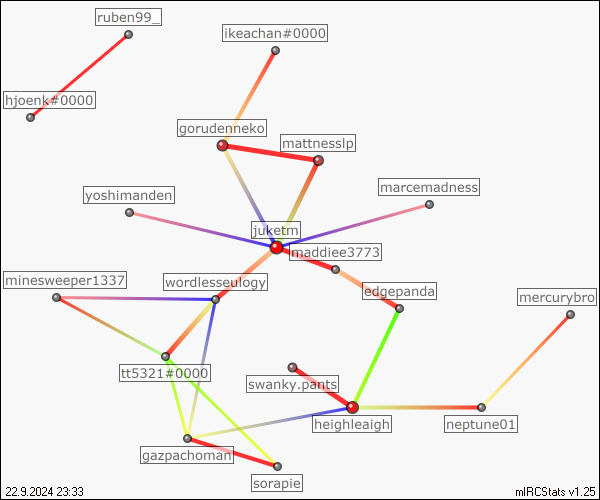 ruben99_
ikeachan#0000
hjoenk#0000
gorudenneko
mattnesslp
yoshimanden
marcemadness
juketm
maddiee3773
minesweeper1337
wordlesseulogy
edgepanda
mercurybro
tt5321#0000
swanky.pants
heighleaigh
neptune01
gazpachoman
sorapie
22.9.2024 23:33
mIRCStats v1.25